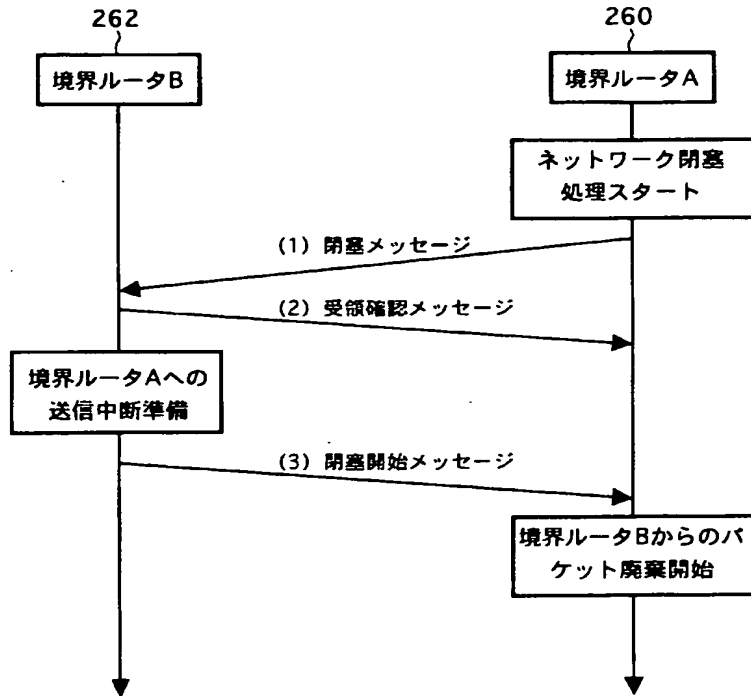 262
260
境界ルータB
境界ルータA
ネットワーク閉塞
処理スタート
(1) 閉塞メッセージ
(2) 受領確認メッセージ
境界ルータAへの
送信中断準備
(3) 閉塞開始メッセージ
境界ルータBからのパ
ケット廃棄開始